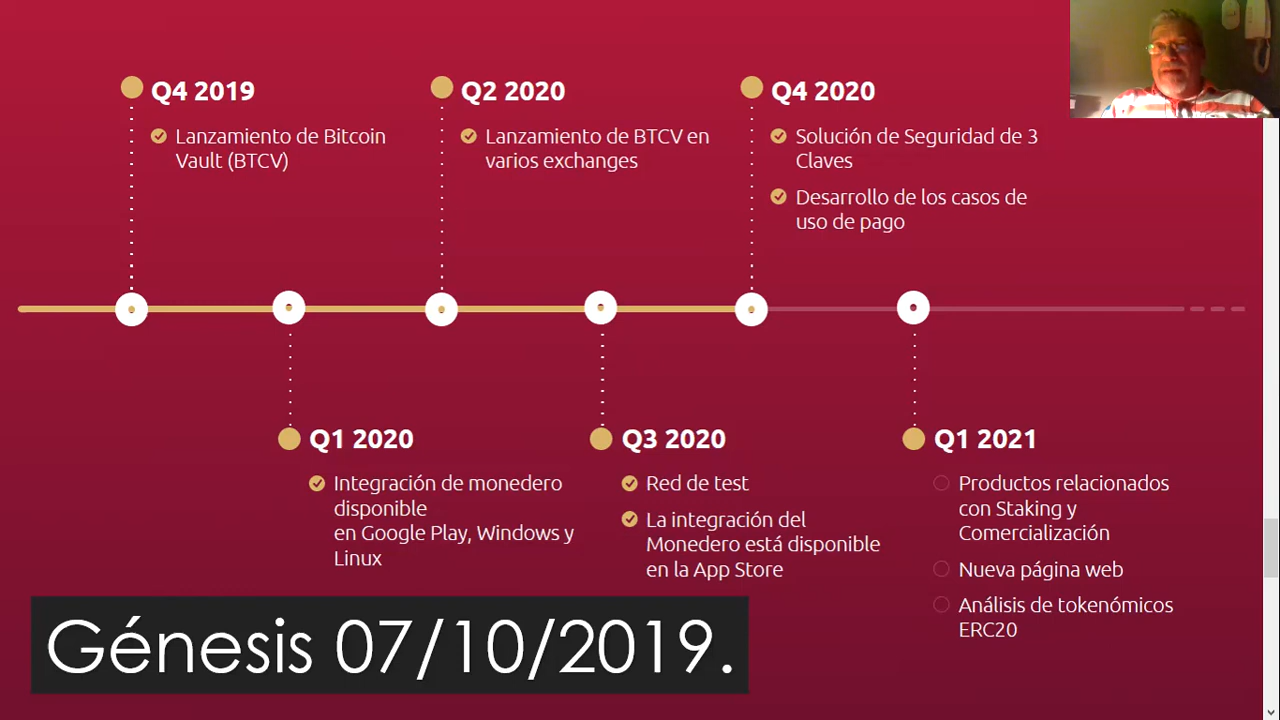 Q4 2019
Lanzamiento de Bitcoin
Vault (BTCV)
Q2 2020
Lanzamiento de BTCV en
varios exchanges
Q4 2020
Solución de Seguridad de 3
Claves
Desarrollo de los casos de
uso de pago
Q1 2020
Integración de monedero
disponible
en Google Play, Windows y
Linux
Q3 2020
Red de test
La integración del
Monedero está disponible
en la App Store
Q1 2021
Productos relacionados
con Staking y
Comercialización
Nueva página web
Análisis de tokenómicos
ERC20
Génesis 07/10/2019.